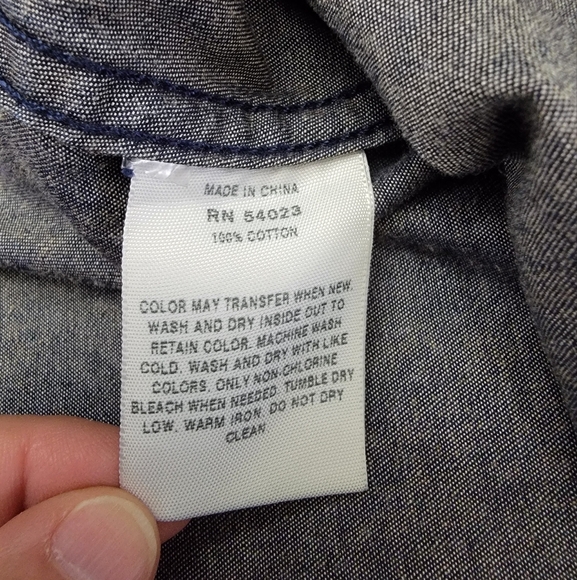 MADE IN CHINA
RN 54023
100% COTTON
COLOR MAY TRANSFER WHEN NEW.
WASH AND DRY INSIDE OUT TO
RETAIN COLOR. MACHINE WASH
COLD. WASH AND DRY WITH LIKE
COLORS. ONLY NON-CHLORINE
BLEACH WHEN NEEDED. TUMBLE DRY
LOW. WARM IRON. DO NOT DRY
CLEAN